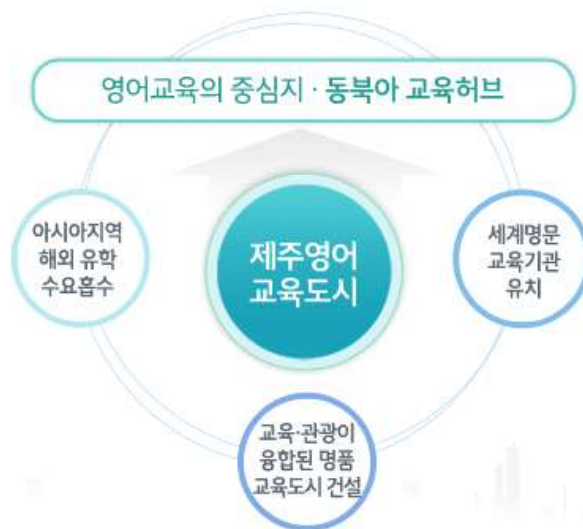 영어교육의 중심지 · 동북아 교육허브
아시아지역
해외 유학
수요흡수
제주영어
교육도시
세계명문
교육기관
유치
교육·관광이
융합된 명품
교육도시 건설